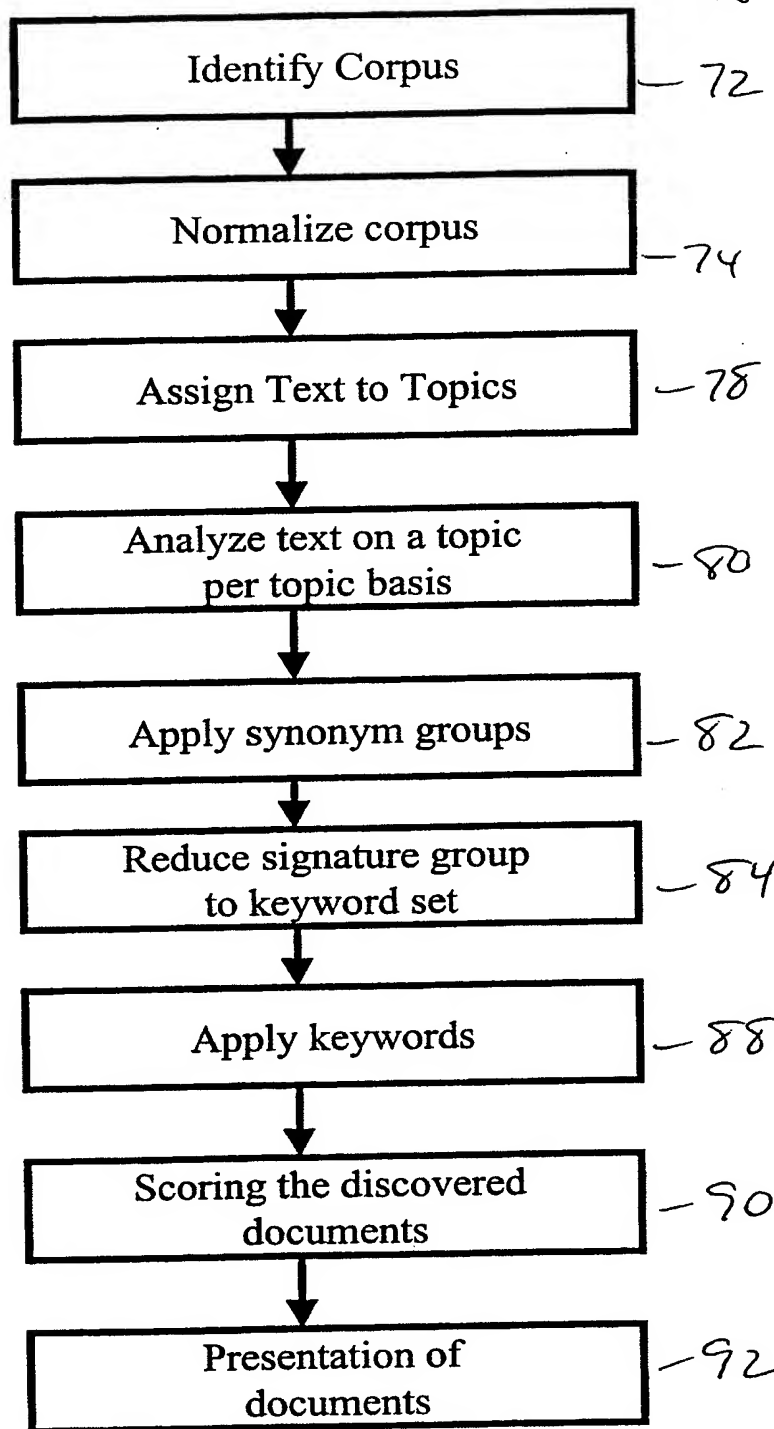 Identify Corpus
72
Normalize corpus
74
Assign Text to Topics
78
Analyze text on a topic
per topic basis
80
Apply synonym groups
82
Reduce signature group
to keyword set
84
Apply keywords
88
Scoring the discovered
documents
90
Presentation of
documents
92